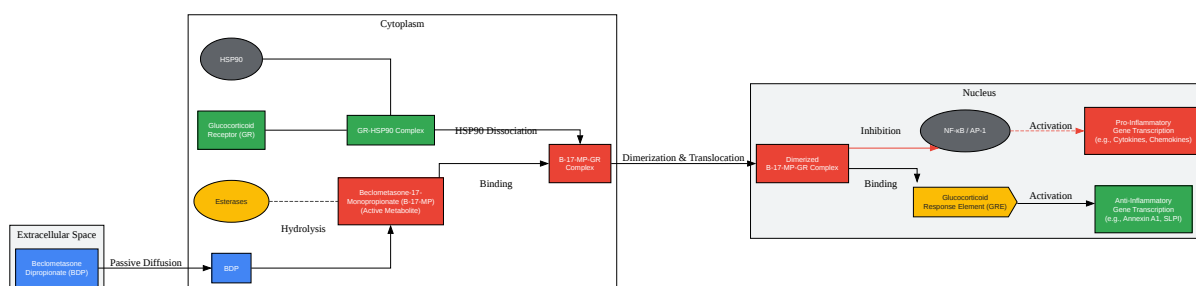 Cytoplasm
HSP90
Glucocorticoid
Receptor (GR)
GR-HSP90 Complex
HSP90 Dissociation
B-17-MP-GR
Complex
Esterases
Beclometasone-17-
Monopropionate (B-17-MP)
(Active Metabolite)
Binding
Hydrolysis
Extracellular Space
Beclometasone
Dipropionate (BDP)
Passive Diffusion
BDP
Dimerization & Translocation
Nucleus
Dimerized
B-17-MP-GR Complex
Inhibition
NF-κB / AP-1
Activation
Pro-Inflammatory
Gene Transcription
(e.g., Cytokines, Chemokines)
Binding
Glucocorticoid
Response Element (GRE)
Activation
Anti-Inflammatory
Gene Transcription
(e.g., Annexin A1, SLPI)